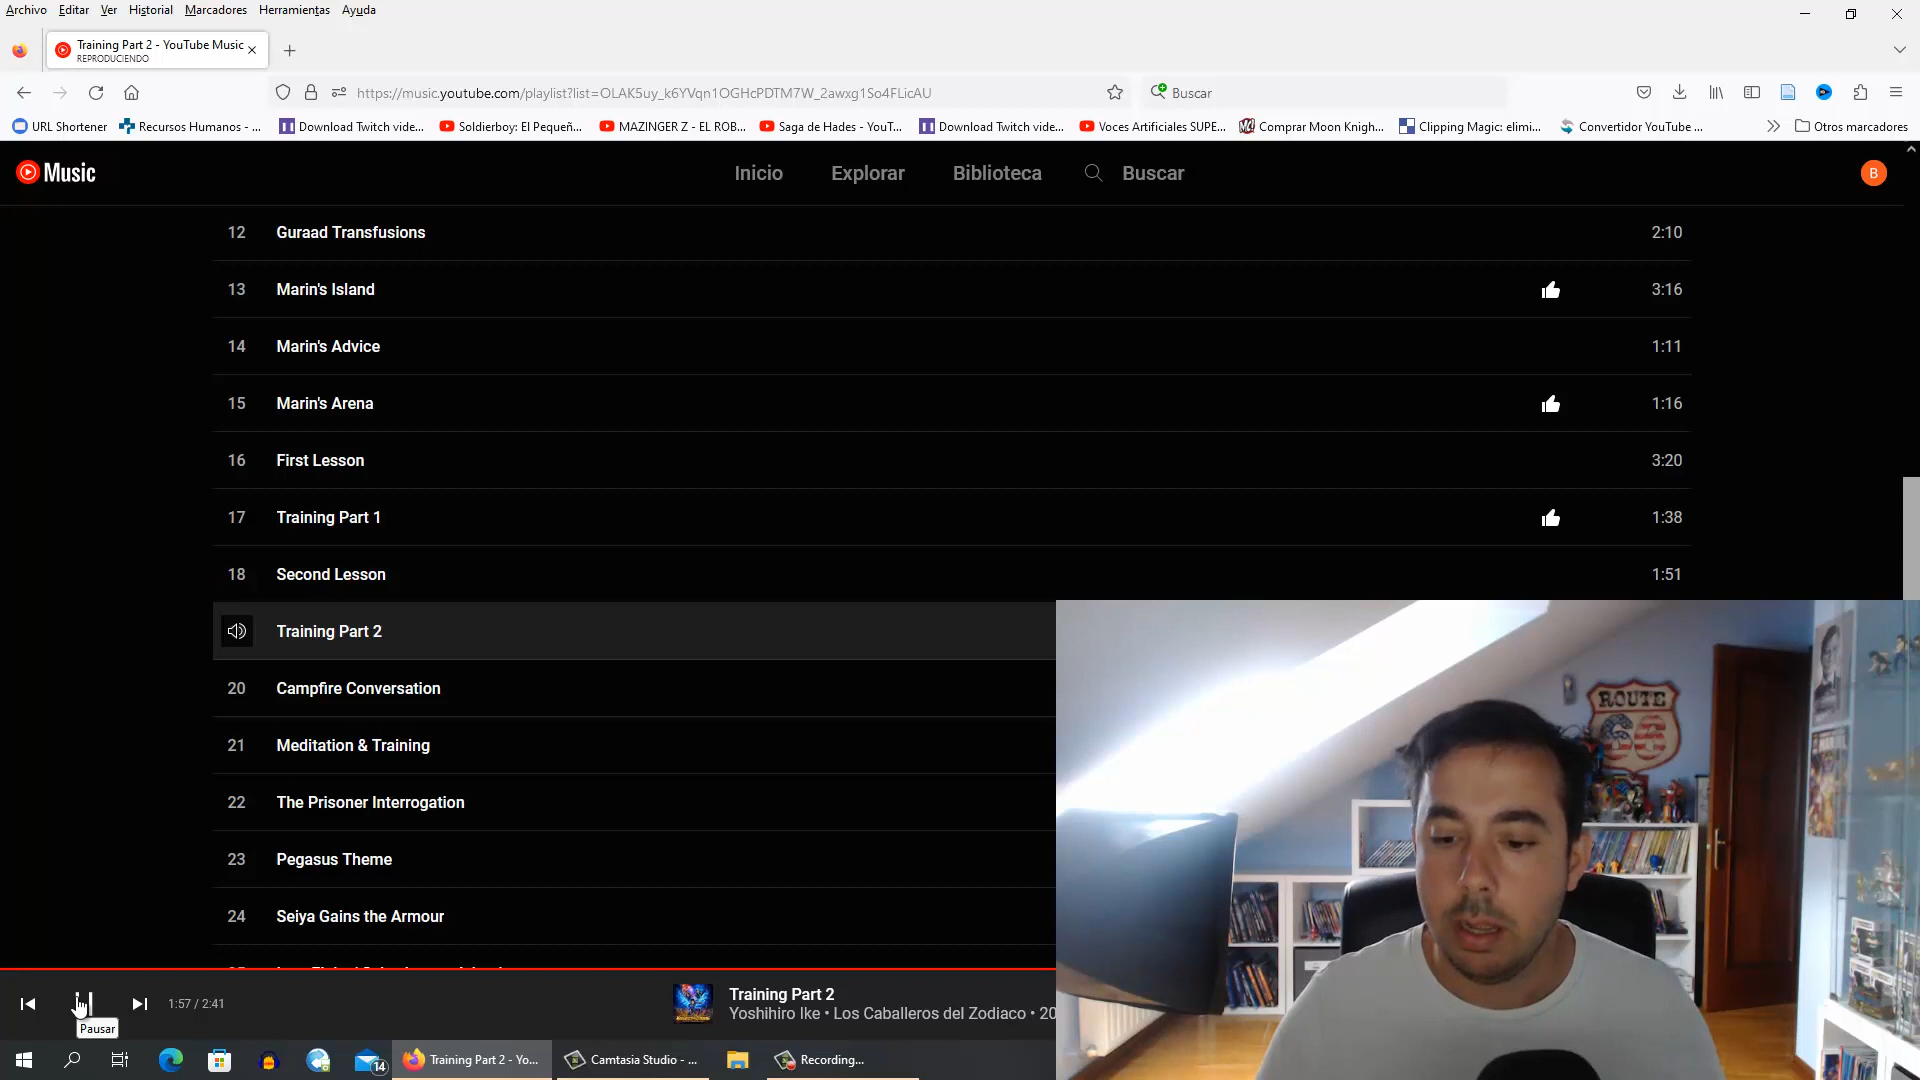 Archivo Editar Ver Historial Marcadores Herramientas Ayuda
Training Part 2 - YouTube Music
REPRODUCIENDO
https://music.youtube.com/playlist?list=OLAK5uy_k6YVqn1OGHcPDTM7W_2awxg1So4FLicAU
Buscar
URL Shortener Recursos Humanos - ... Download Twitch vide... Soldierboy: El Pequeñ... MAZINGER Z - EL ROB... Saga de Hades - YouT... Download Twitch vide... Voces Artificiales SUPE... Comprar Moon Knigh... Clipping Magic: elimi... Convertidor YouTube ... Otros marcadores
Music Inicio Explorar Biblioteca Buscar B
12 Guraad Transfusions 2:10
13 Marin's Island 3:16
14 Marin's Advice 1:11
15 Marin's Arena 1:16
16 First Lesson 3:20
17 Training Part 1 1:38
18 Second Lesson 1:51
Training Part 2
20 Campfire Conversation
21 Meditation & Training
22 The Prisoner Interrogation
23 Pegasus Theme
24 Seiya Gains the Armour
ROUTE
66
1:57 / 2:41
Training Part 2
Yoshihiro Ike • Los Caballeros del Zodiaco • 20
Pausar
14
Training Part 2 - Yo...
Camtasia Studio - ...
Recording...